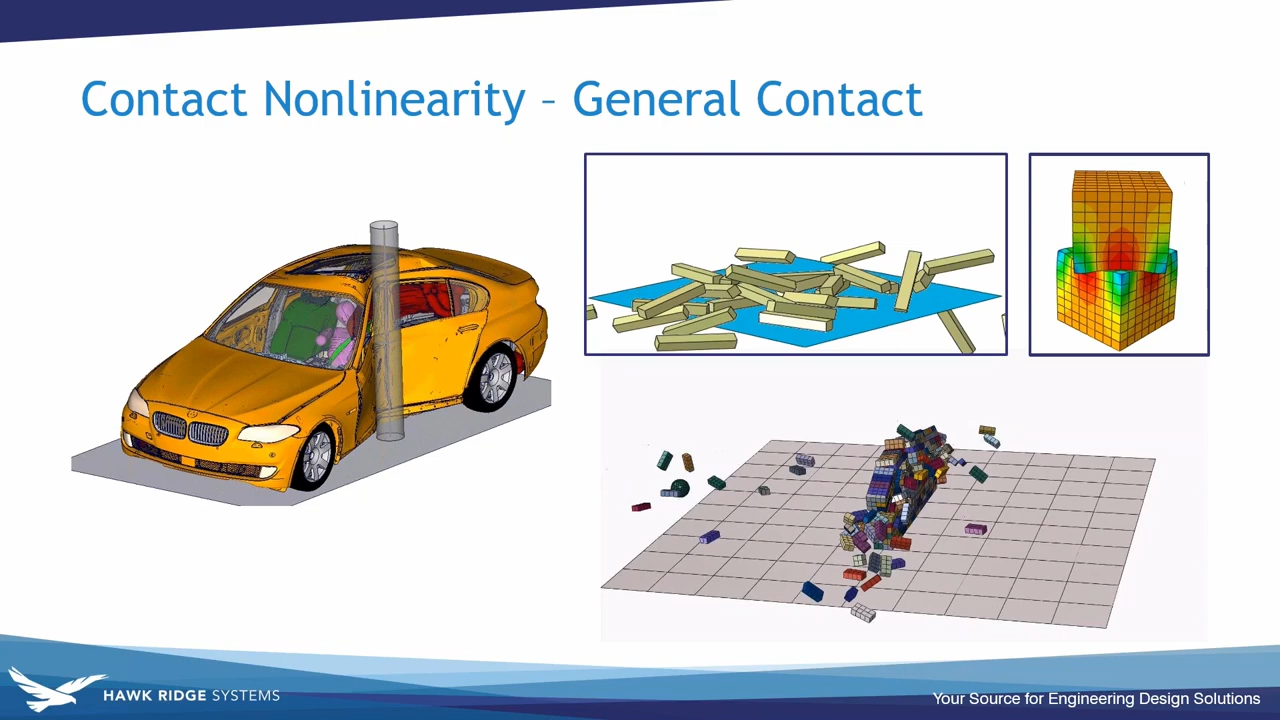 Contact Nonlinearity – General Contact
HAWK RIDGE SYSTEMS
Your Source for Engineering Design Solutions